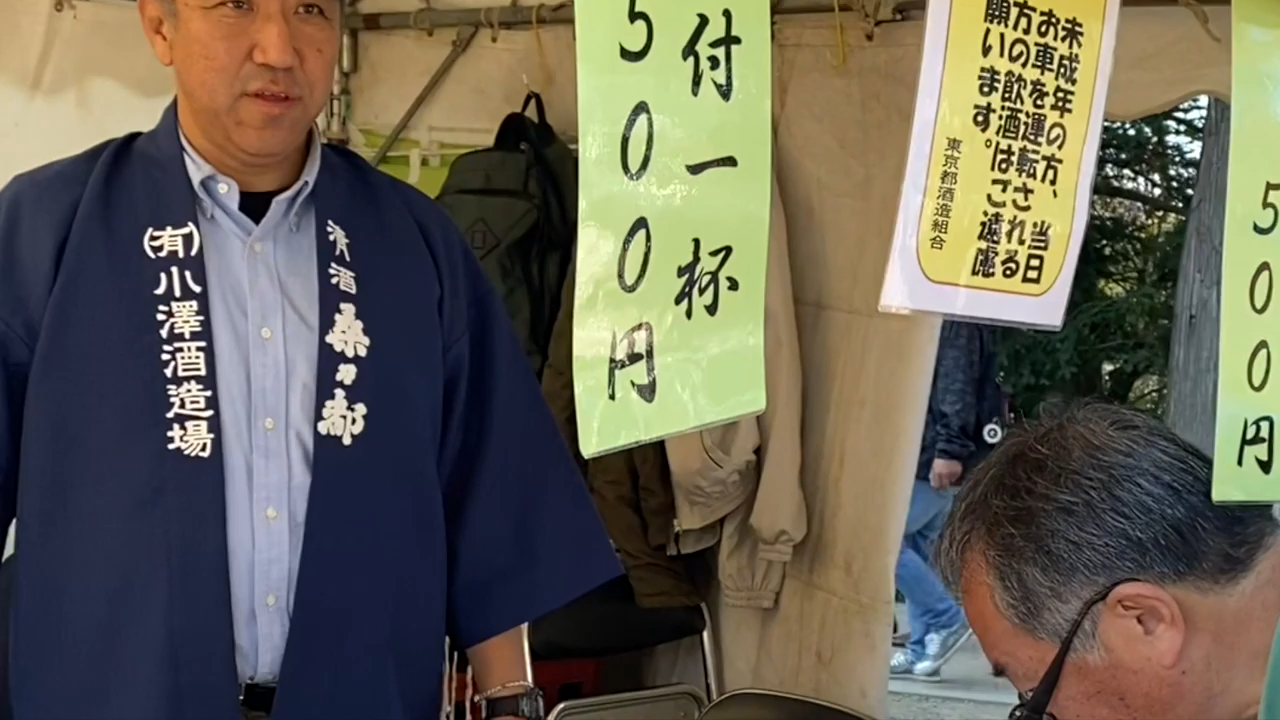 付一杯
500円
未成年の方、当日
お車を運転される
方の飲酒はご遠慮
願います。
東京都酒造組合
500円
清酒桑乃都
(有)小澤酒造場